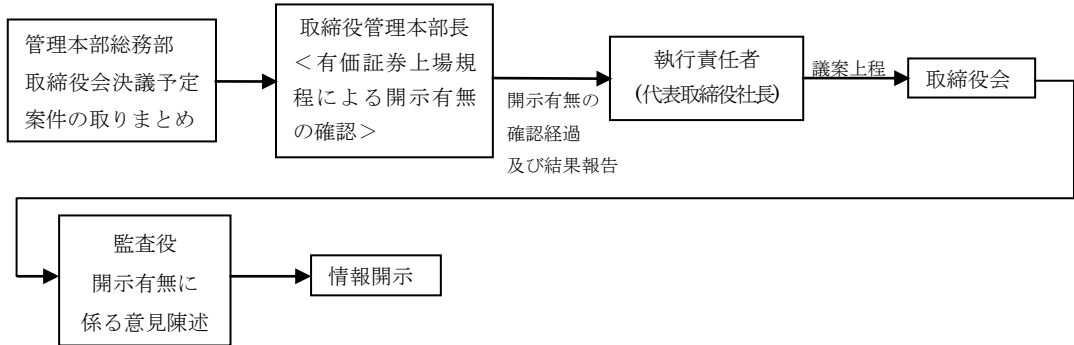 管理本部総務部
取締役会決議予定
案件の取りまとめ
取締役管理本部長
＜有価証券上場規
程による開示有無
の確認＞
開示有無の
確認経過
及び結果報告
執行責任者
(代表取締役社長)
議案上程
取締役会
監査役
開示有無に
係る意見陳述
情報開示